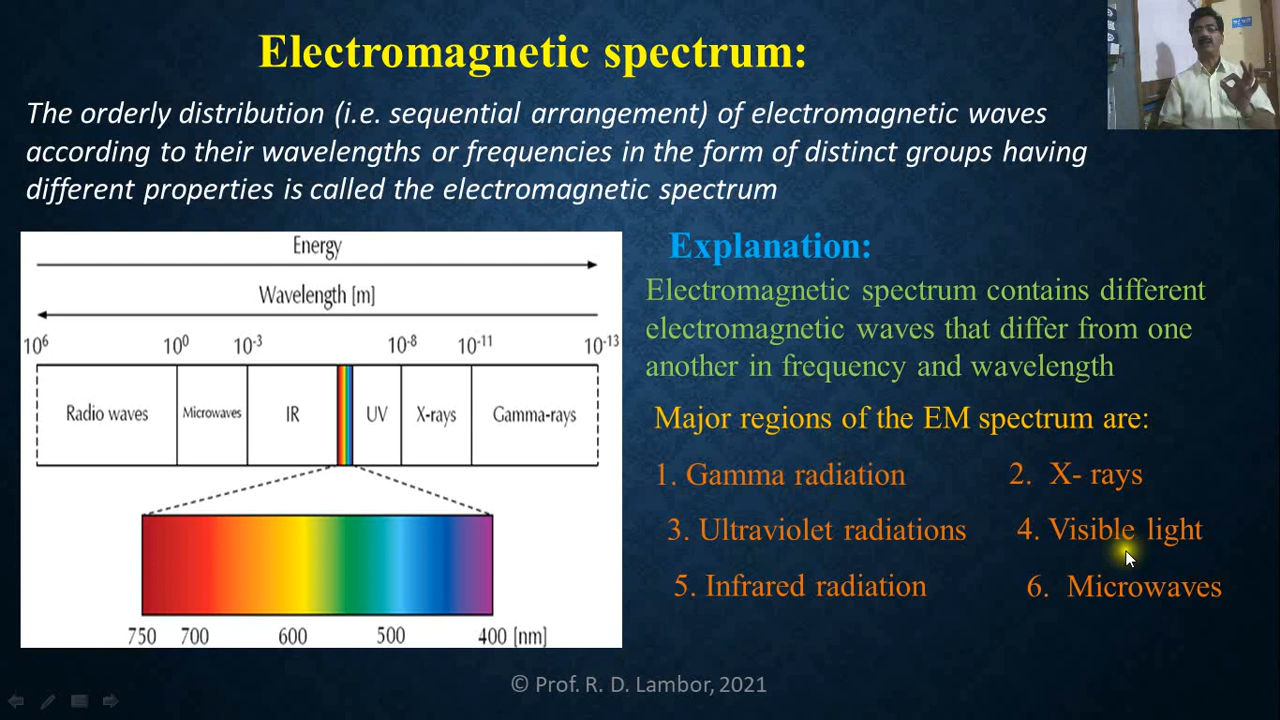 Electromagnetic spectrum:
The orderly distribution (i.e. sequential arrangement) of electromagnetic waves
according to their wavelengths or frequencies in the form of distinct groups having
different properties is called the electromagnetic spectrum
Energy
Wavelength [m]
10⁶ 10⁰ 10⁻³ 10⁻⁸ 10⁻¹¹ 10⁻¹³
Radio waves Microwaves IR UV X-rays Gamma-rays
750 700 600 500 400 [nm]
Explanation:
Electromagnetic spectrum contains different
electromagnetic waves that differ from one
another in frequency and wavelength
Major regions of the EM spectrum are:
1. Gamma radiation 2. X- rays
3. Ultraviolet radiations 4. Visible light
5. Infrared radiation 6. Microwaves
© Prof. R. D. Lambor, 2021